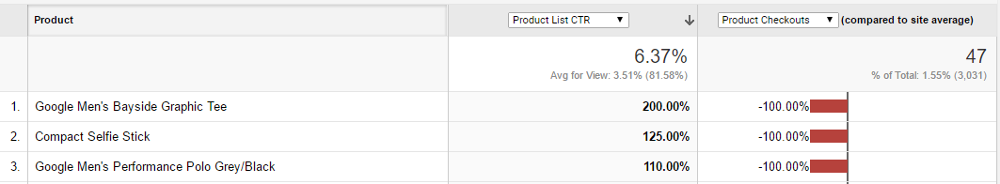 Product Product List CTR ▼ Product Checkouts ▼ (compared to site average)
6.37% 47
Avg for View: 3.51% (81.58%) % of Total: 1.55% (3,031)
1. Google Men's Bayside Graphic Tee 200.00% -100.00%
2. Compact Selfie Stick 125.00% -100.00%
3. Google Men's Performance Polo Grey/Black 110.00% -100.00%